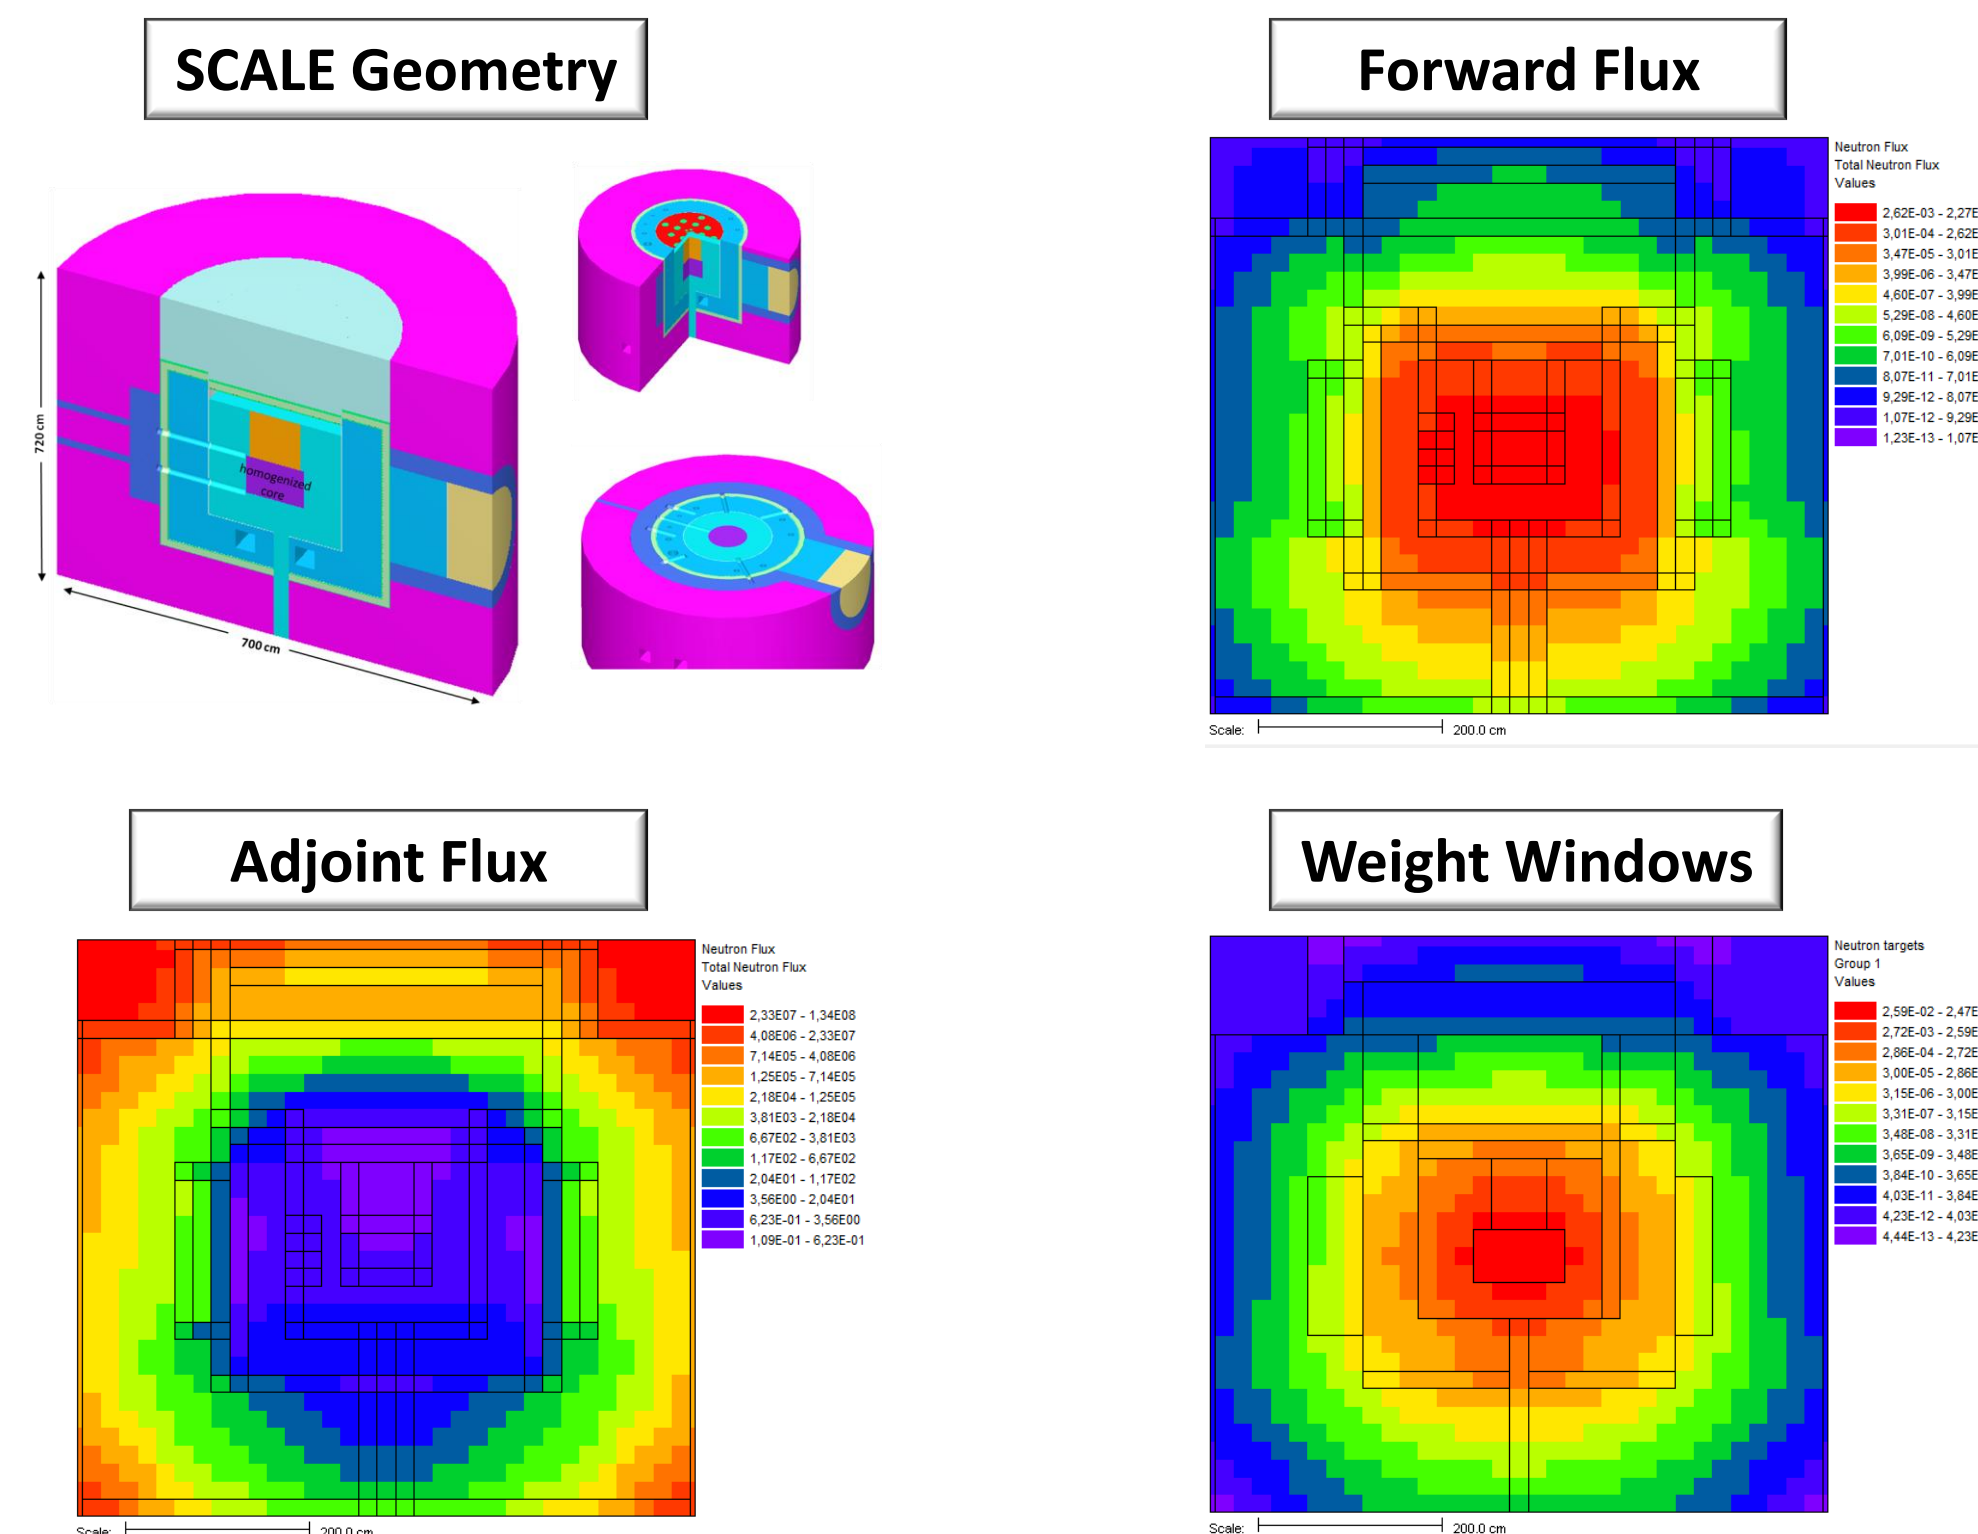 SCALE Geometry
720 cm
homogenized
core
700 cm
Forward Flux
Neutron Flux
Total Neutron Flux
Values
2,62E-03 - 2,27E
3,01E-04 - 2,62E
3,47E-05 - 3,01E
3,99E-06 - 3,47E
4,60E-07 - 3,99E
5,29E-08 - 4,60E
6,09E-09 - 5,29E
7,01E-10 - 6,09E
8,07E-11 - 7,01E
9,29E-12 - 8,07E
1,07E-12 - 9,29E
1,23E-13 - 1,07E
Scale: 200.0 cm
Adjoint Flux
Neutron Flux
Total Neutron Flux
Values
2,33E07 - 1,34E08
4,08E06 - 2,33E07
7,14E05 - 4,08E06
1,25E05 - 7,14E05
2,18E04 - 1,25E05
3,81E03 - 2,18E04
6,67E02 - 3,81E03
1,17E02 - 6,67E02
2,04E01 - 1,17E02
3,56E00 - 2,04E01
6,23E-01 - 3,56E00
1,09E-01 - 6,23E-01
Scale: 200.0 cm
Weight Windows
Neutron targets
Group 1
Values
2,59E-02 - 2,47E
2,72E-03 - 2,59E
2,86E-04 - 2,72E
3,00E-05 - 2,86E
3,15E-06 - 3,00E
3,31E-07 - 3,15E
3,48E-08 - 3,31E
3,65E-09 - 3,48E
3,84E-10 - 3,65E
4,03E-11 - 3,84E
4,23E-12 - 4,03E
4,44E-13 - 4,23E
Scale: 200.0 cm